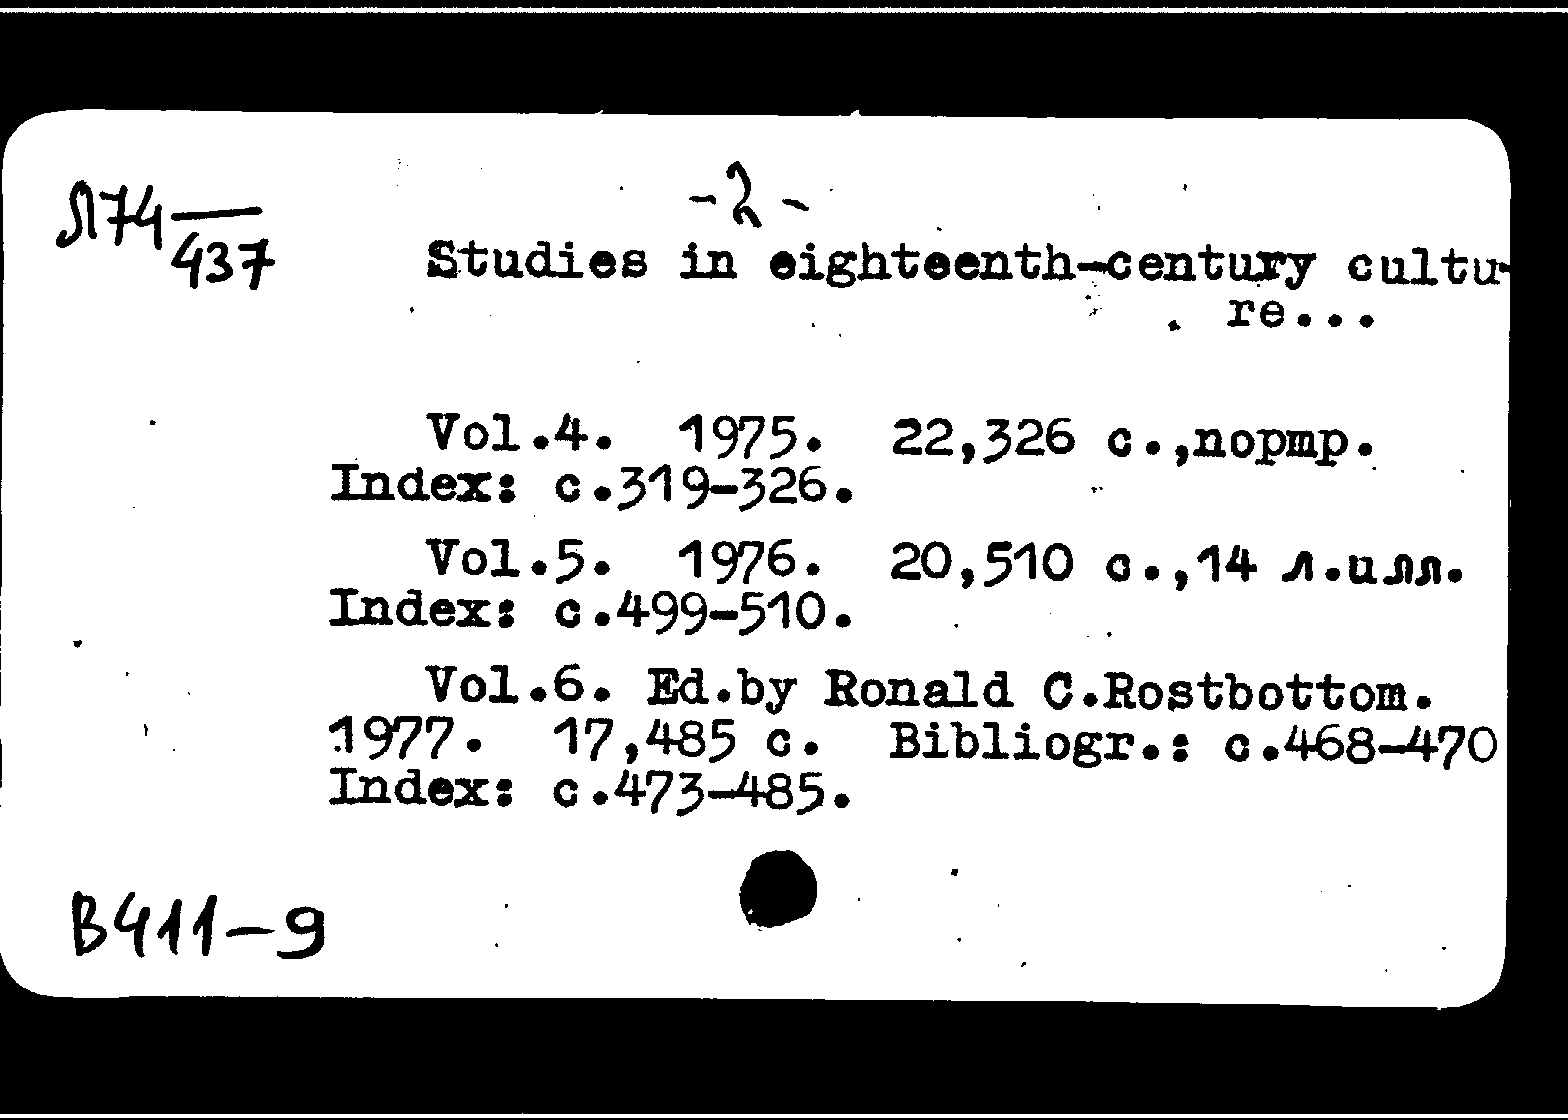 -2-
Л74
437
Studies in eighteenth-century cultu-
re...
Vol.4. 1975. 22,326 с.,портр.
Index: с.319-326.
Vol.5. 1976. 20,510 с.,14 л.илл.
Index: с.499-510.
Vol.6. Ed.by Ronald C.Rostbottom.
1977. 17,485 с. Bibliogr.: с.468-470
Index: с.473-485.
В411-9